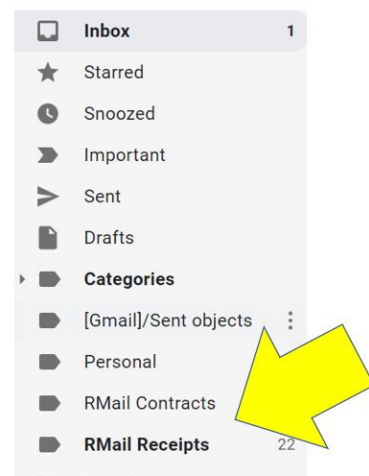 Inbox 1
Starred
Snoozed
Important
Sent
Drafts
Categories
[Gmail]/Sent objects
Personal
RMail Contracts
RMail Receipts 22